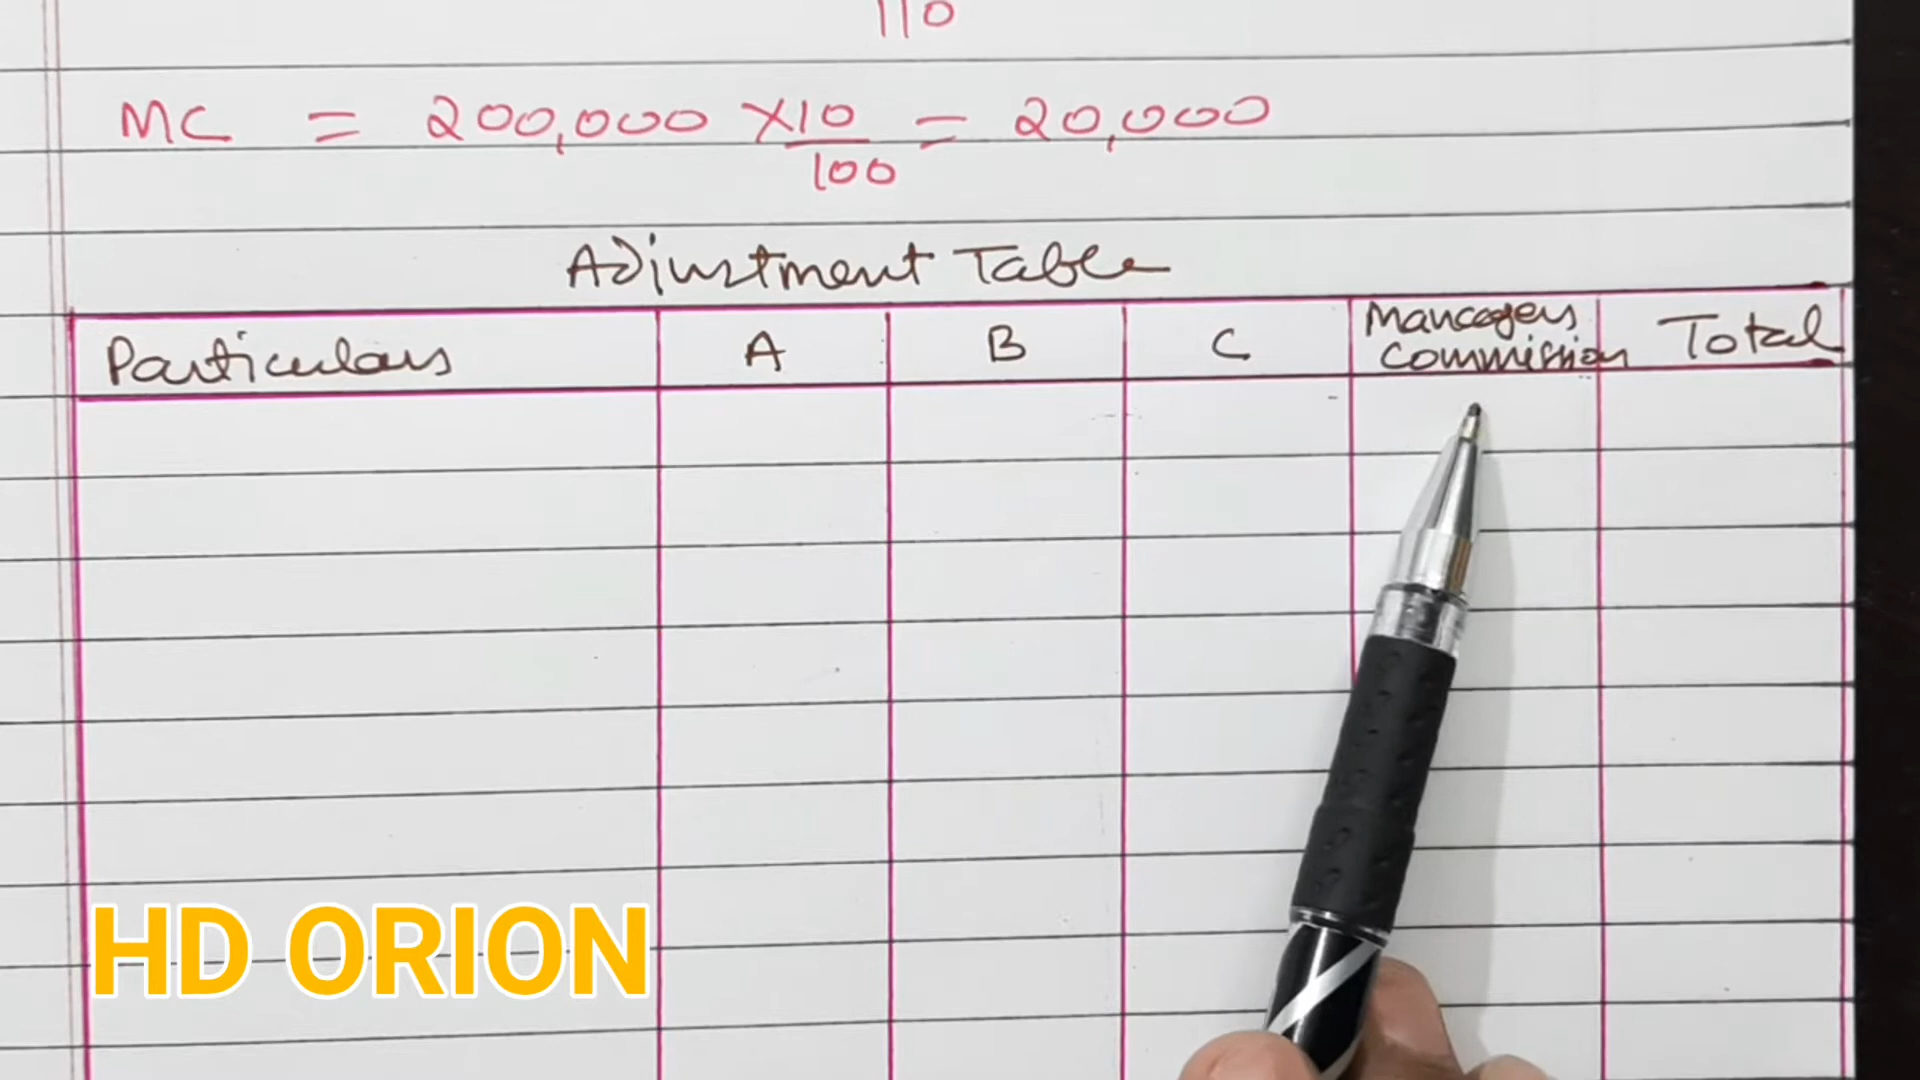 110
MC = 200,000 X10 = 20,000
100
Adjustment Table
Particulars A B C Managers Total
commission
HD ORION